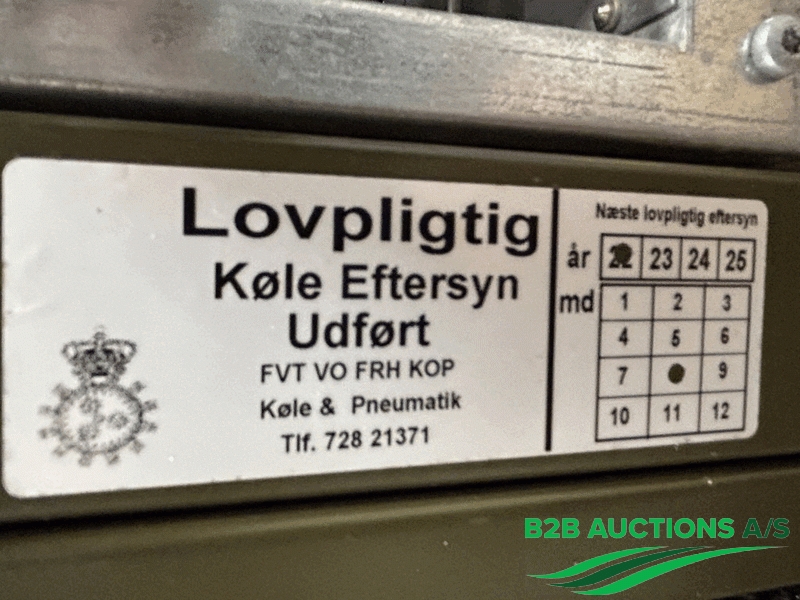 Lovpligtig
Køle Eftersyn
Udført
FVT VO FRH KOP
Køle & Pneumatik
Tlf. 728 21371
Næste lovpligtig eftersyn
år 22 23 24 25
md 1 2 3
4 5 6
7 9
10 11 12
B2B AUCTIONS A/S